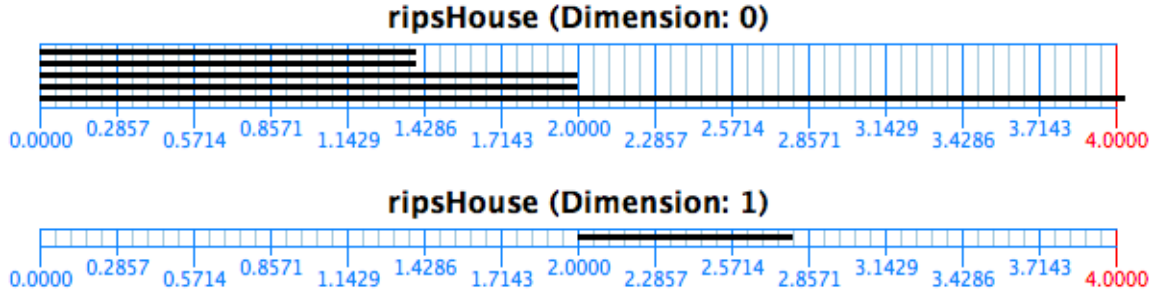 ripsHouse (Dimension: 0)
0.0000 0.2857 0.5714 0.8571 1.1429 1.4286 1.7143 2.0000 2.2857 2.5714 2.8571 3.1429 3.4286 3.7143 4.0000
ripsHouse (Dimension: 1)
0.0000 0.2857 0.5714 0.8571 1.1429 1.4286 1.7143 2.0000 2.2857 2.5714 2.8571 3.1429 3.4286 3.7143 4.0000